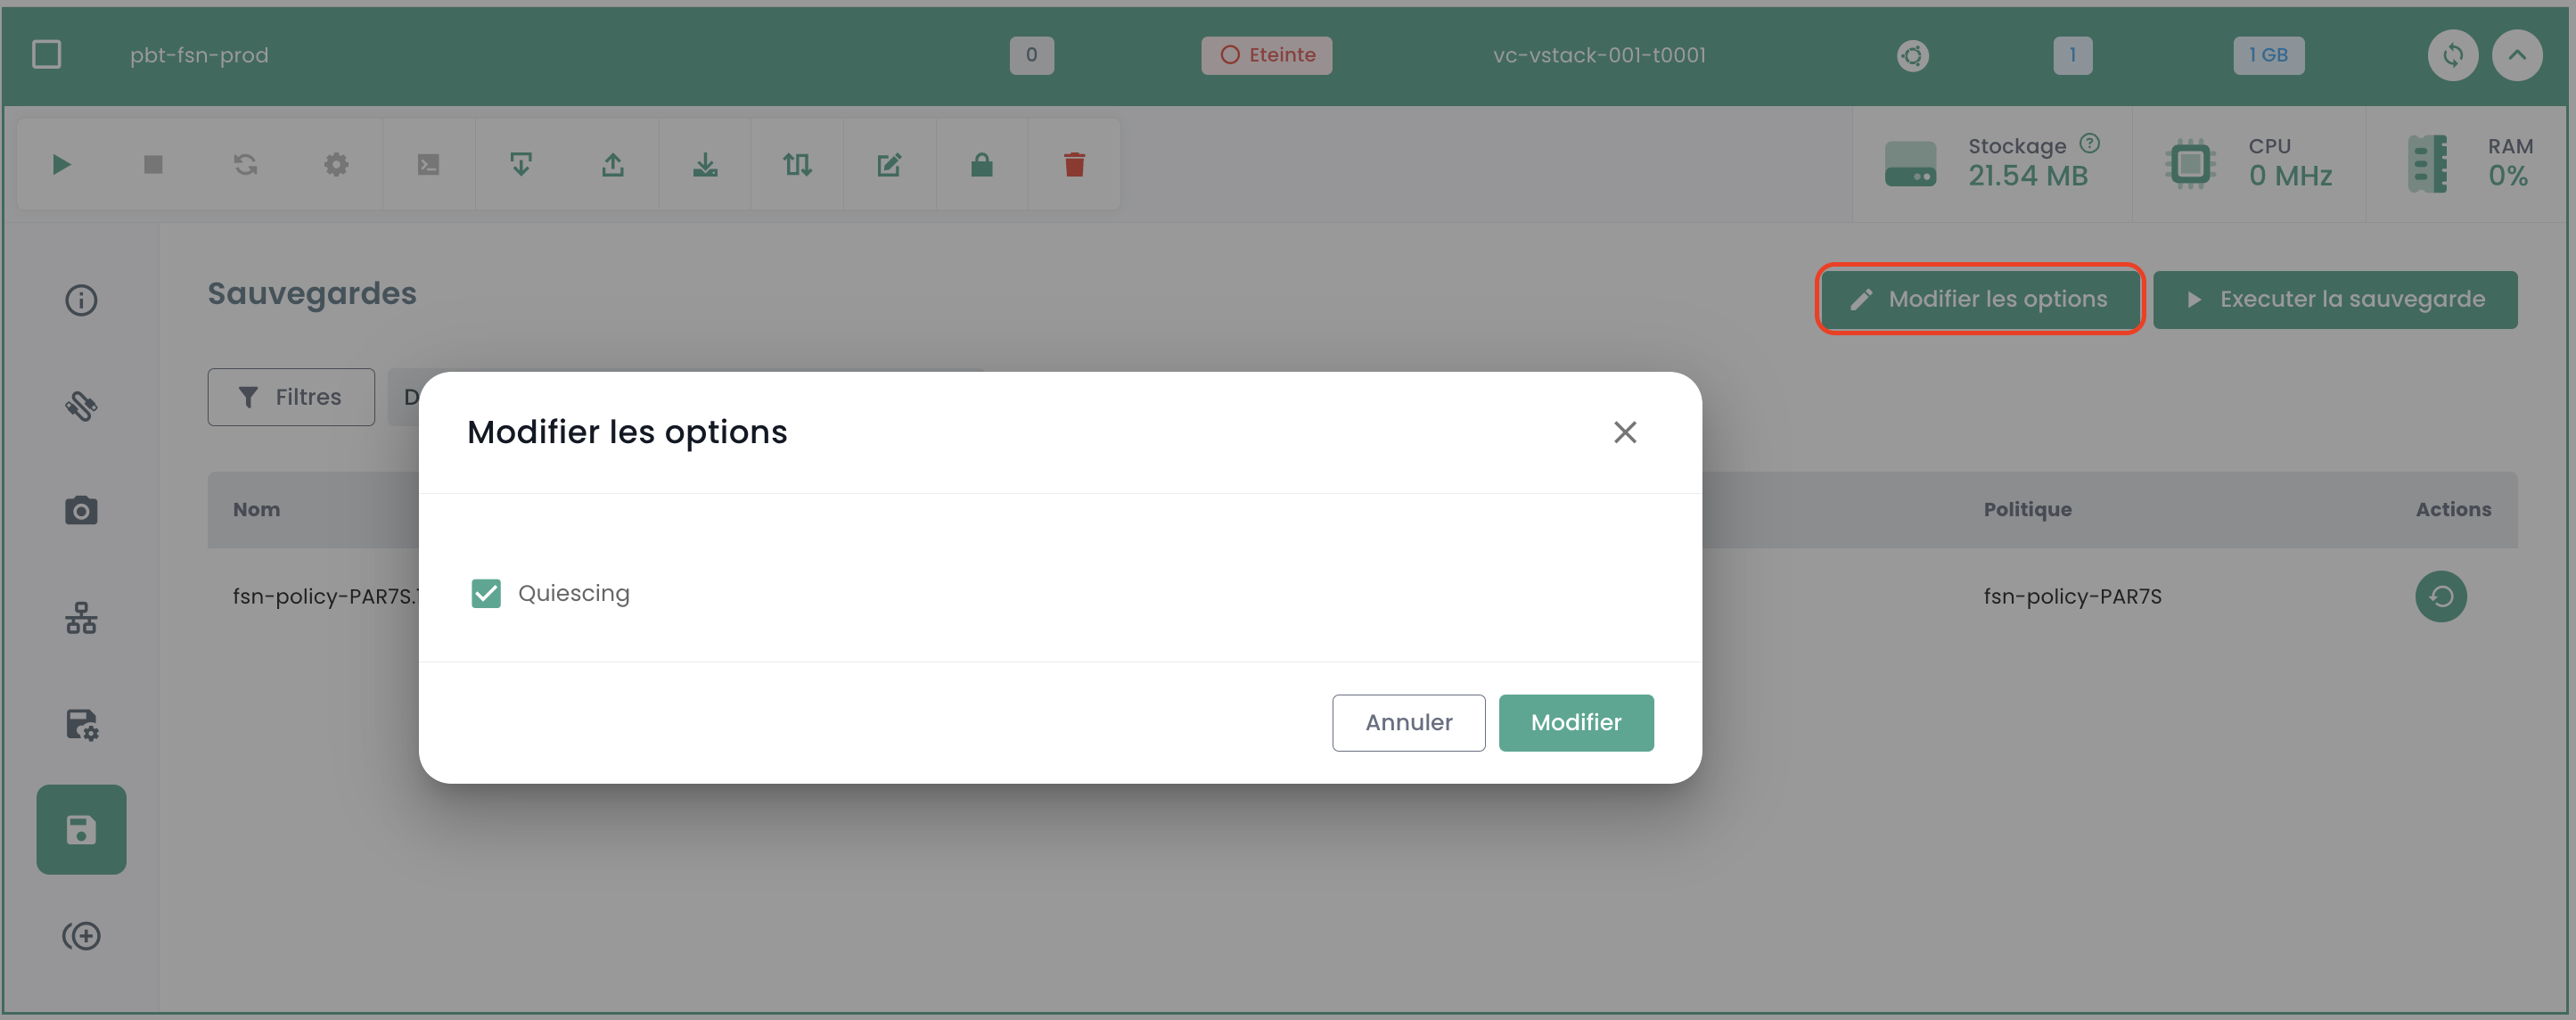 pbt-fsn-prod
0
Eteinte
vc-vstack-001-t0001
1
1 GB
Stockage ?
21.54 MB
CPU
0 MHz
RAM
0%
Sauvegardes
Modifier les options
Executer la sauvegarde
Filtres
Modifier les options
Nom
Politique
Actions
fsn-policy-PAR7S.
Quiescing
fsn-policy-PAR7S
Annuler
Modifier